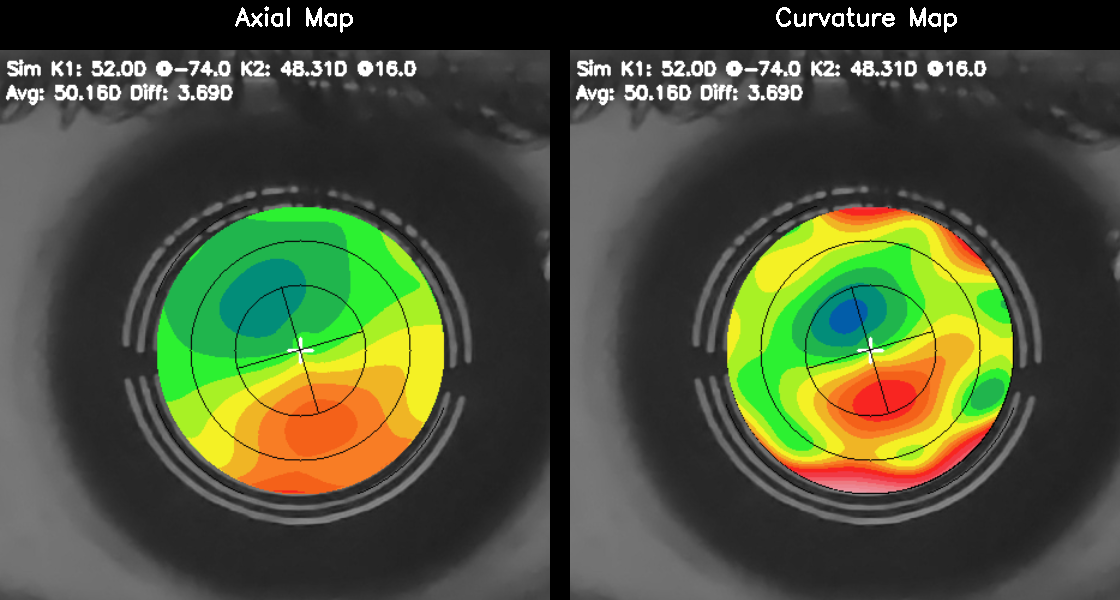 Axial Map
Curvature Map
Sim K1: 52.0D @-74.0 K2: 48.31D @16.0
Avg: 50.16D Diff: 3.69D
Sim K1: 52.0D @-74.0 K2: 48.31D @16.0
Avg: 50.16D Diff: 3.69D